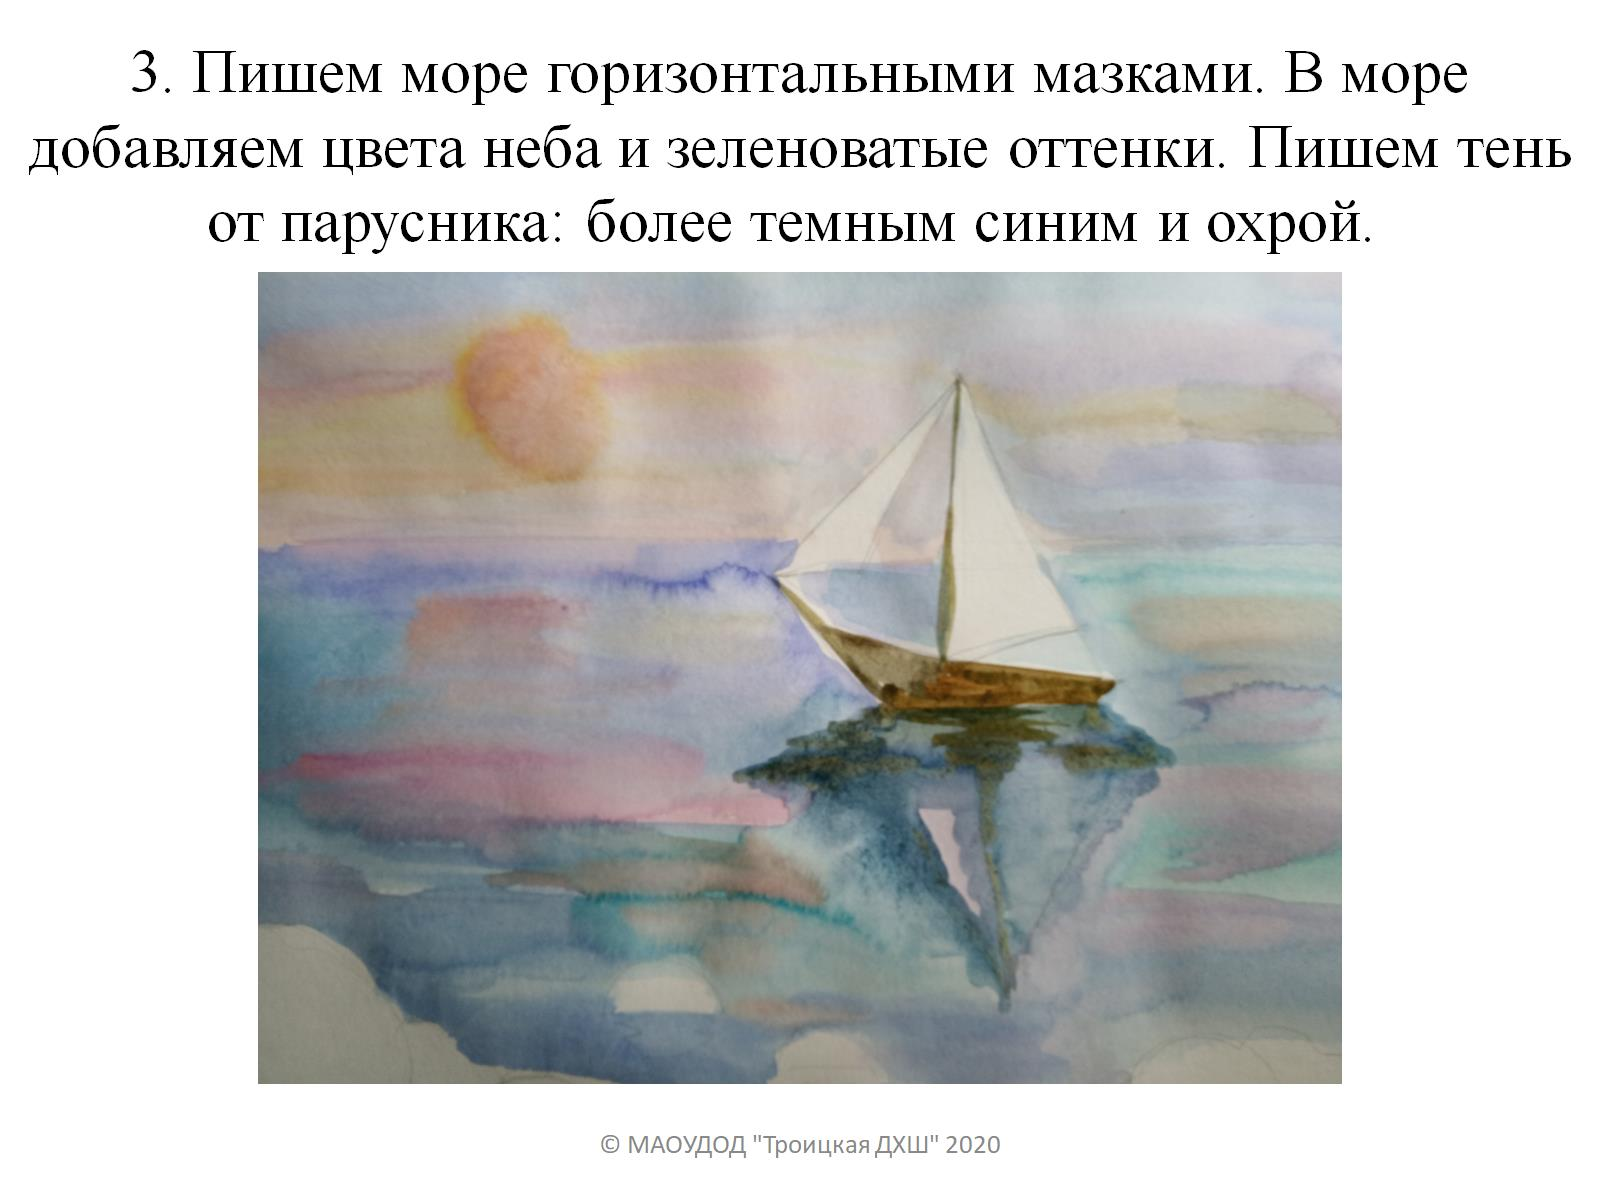 3. Пишем море горизонтальными мазками. В море
добавляем цвета неба и зеленоватые оттенки. Пишем тень
от парусника: более темным синим и охрой.
© МАОУДОД "Троицкая ДХШ" 2020